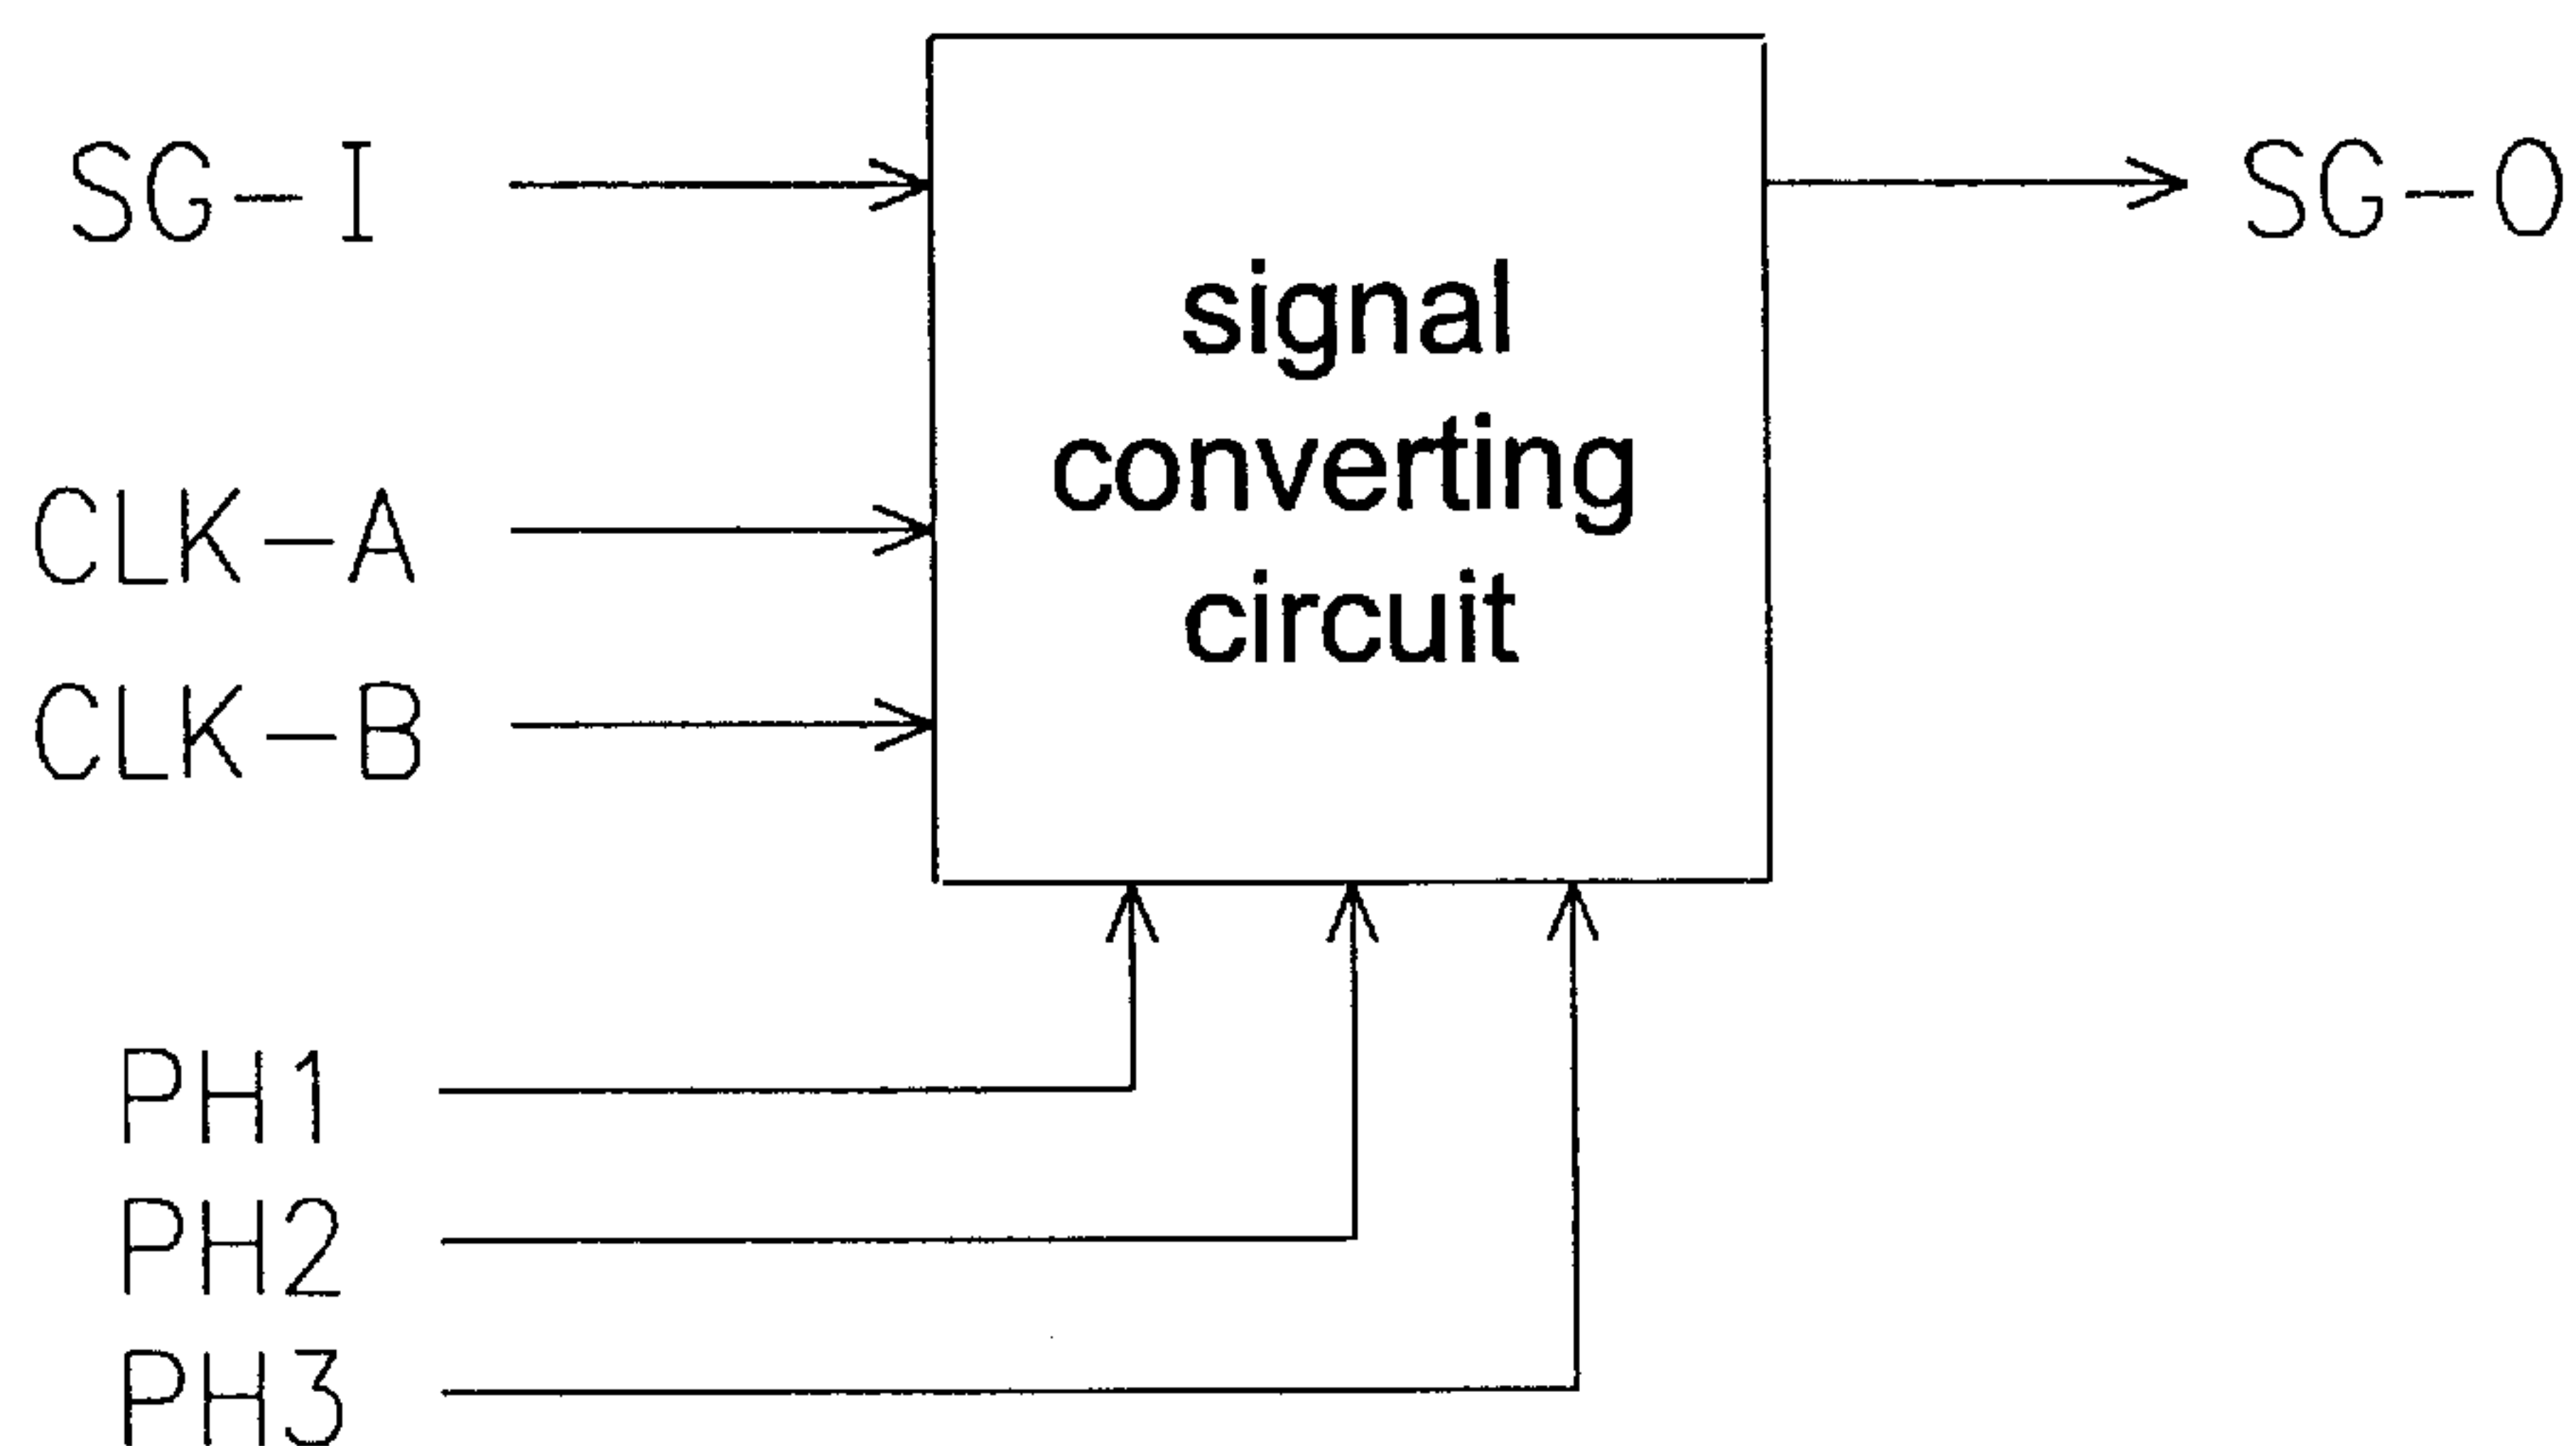 SG-I
SG-O
signal
converting
circuit
CLK-A
CLK-B
PH1
PH2
PH3